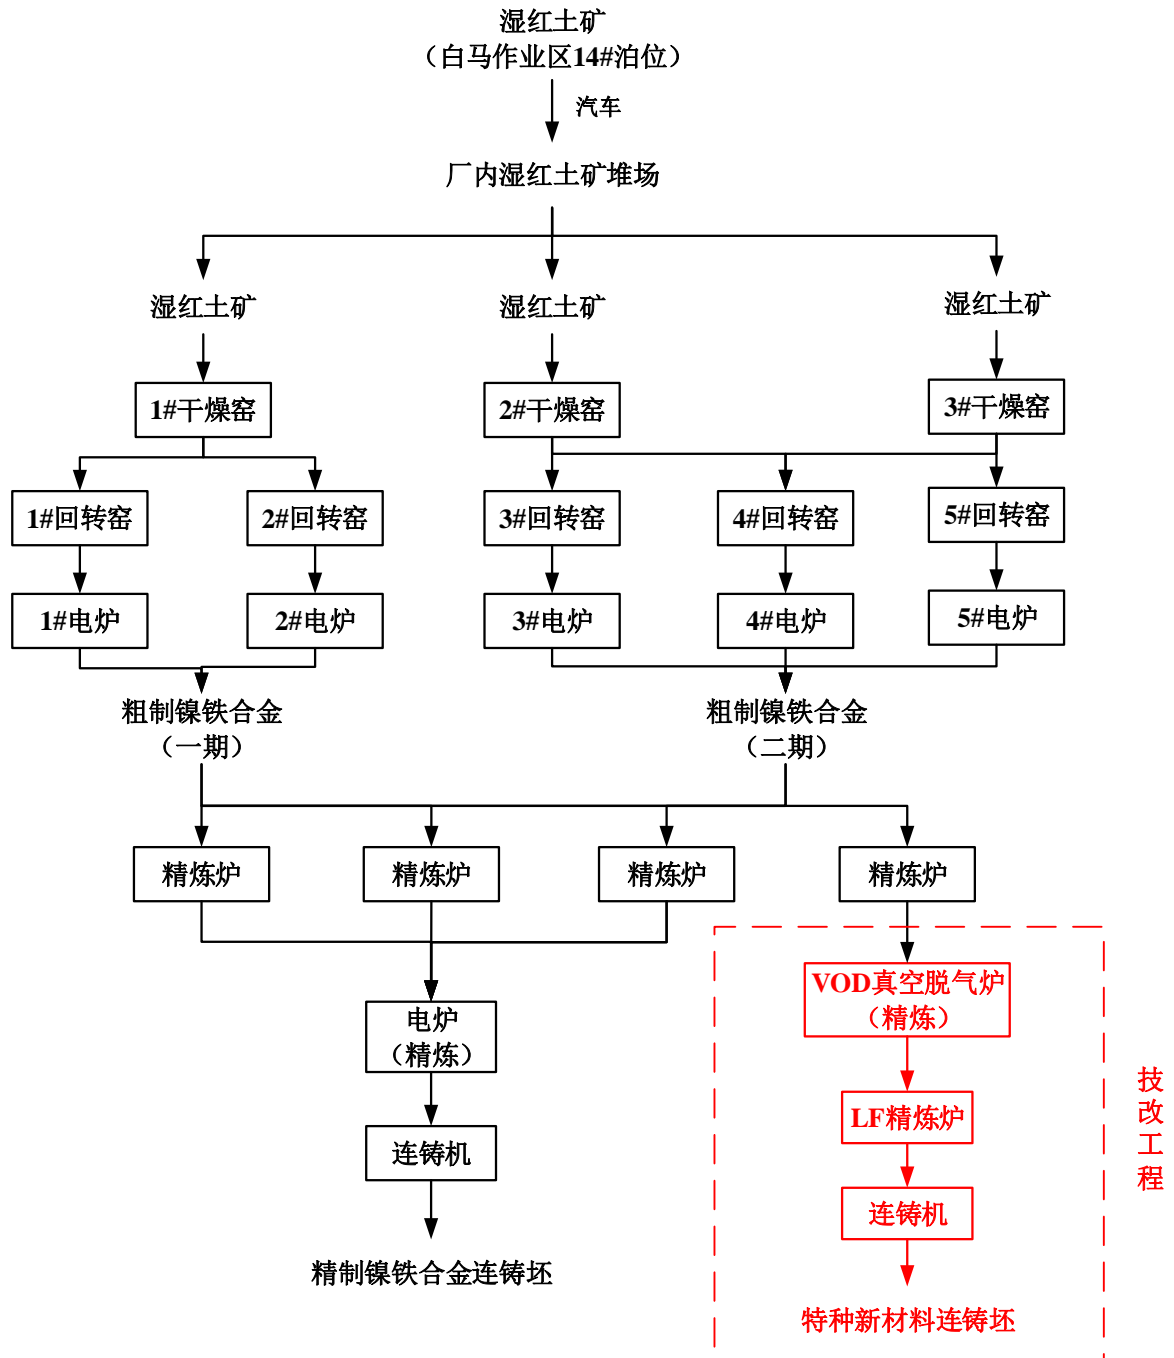 湿红土矿
（白马作业区14#泊位）
汽车
厂内湿红土矿堆场
湿红土矿
湿红土矿
湿红土矿
1#干燥窑
2#干燥窑
3#干燥窑
1#回转窑
2#回转窑
3#回转窑
4#回转窑
5#回转窑
1#电炉
2#电炉
3#电炉
4#电炉
5#电炉
粗制镍铁合金
（一期）
粗制镍铁合金
（二期）
精炼炉
精炼炉
精炼炉
精炼炉
电炉
（精炼）
连铸机
精制镍铁合金连铸坯
VOD真空脱气炉
（精炼）
LF精炼炉
连铸机
特种新材料连铸坯
技
改
工
程